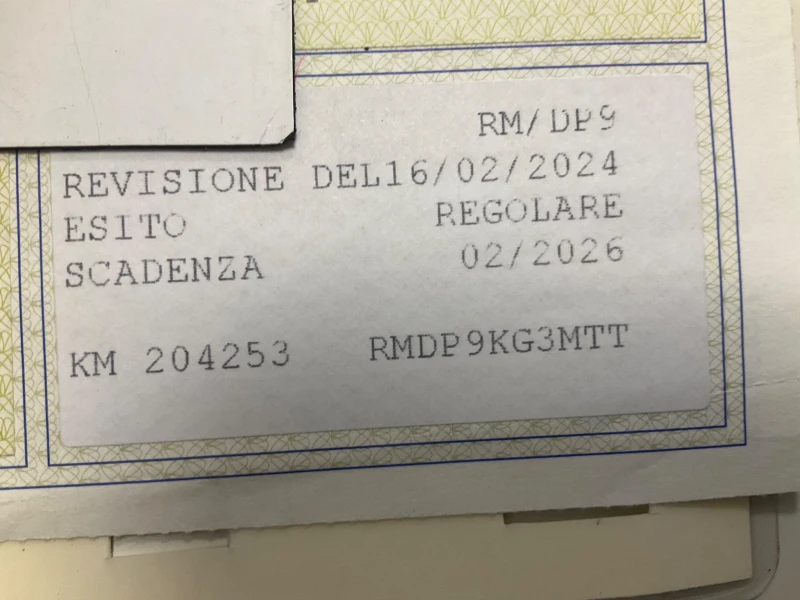 RM/DP9
REVISIONE DEL16/02/2024
ESITO REGOLARE
SCADENZA 02/2026
KM 204253 RMDP9KG3MTT